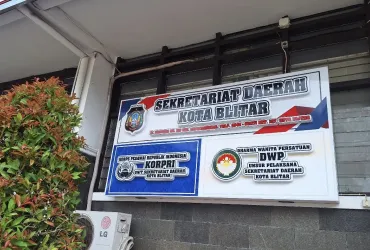 SEKRETARIAT DAERAH
KOTA BLITAR
KORPS PEGAWAI REPUBLIK INDONESIA
KORPRI
UNIT SEKRETARIAT DAERAH
KOTA BLITAR
DHARMA WANITA PERSATUAN
DWP
UNSUR PELAKSANA
SEKRETARIAT DAERAH
KOTA BLITAR
LG